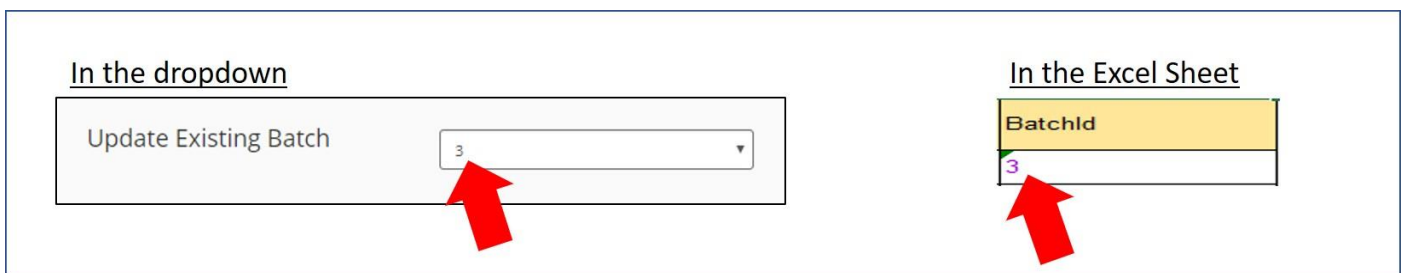 In the dropdown
Update Existing Batch
3
In the Excel Sheet
BatchId
3